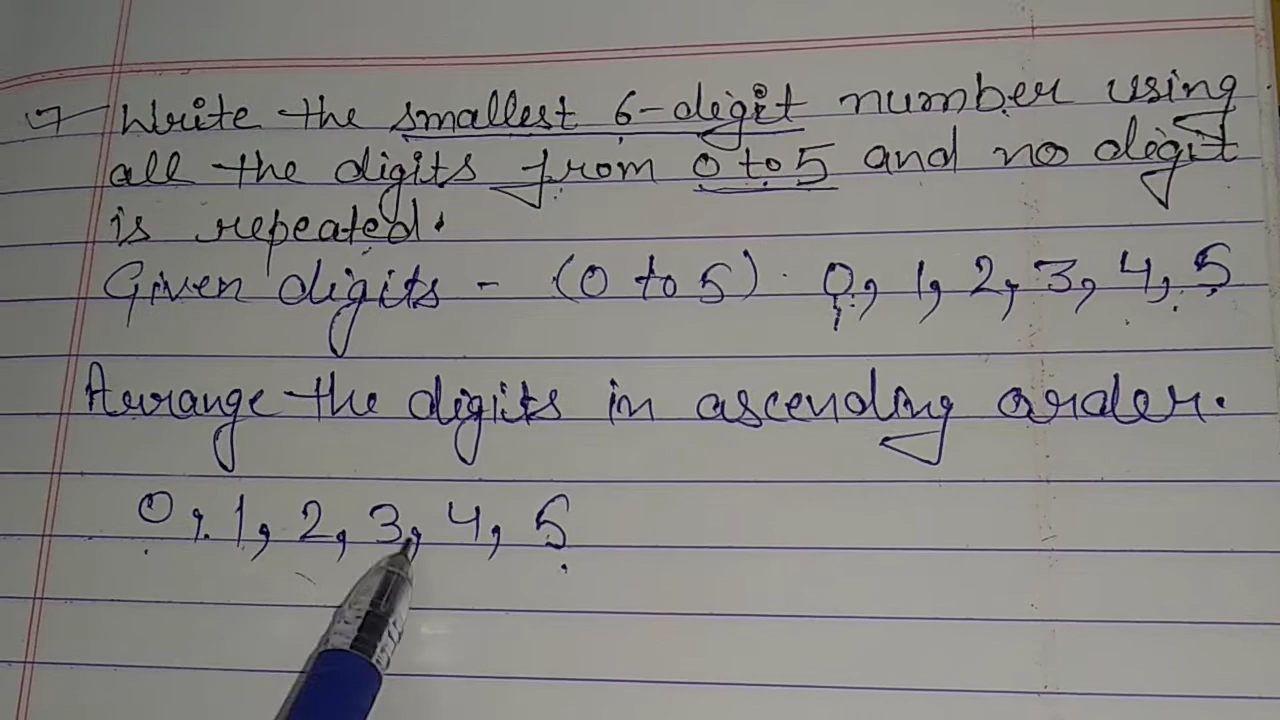 7 Write the smallest 6-digit number using
all the digits from 0 to 5 and no digit
is repeated.
Given digits - (0 to 5). 0, 1, 2, 3, 4, 5
Arrange the digits in ascending order.
0, 1, 2, 3, 4, 5